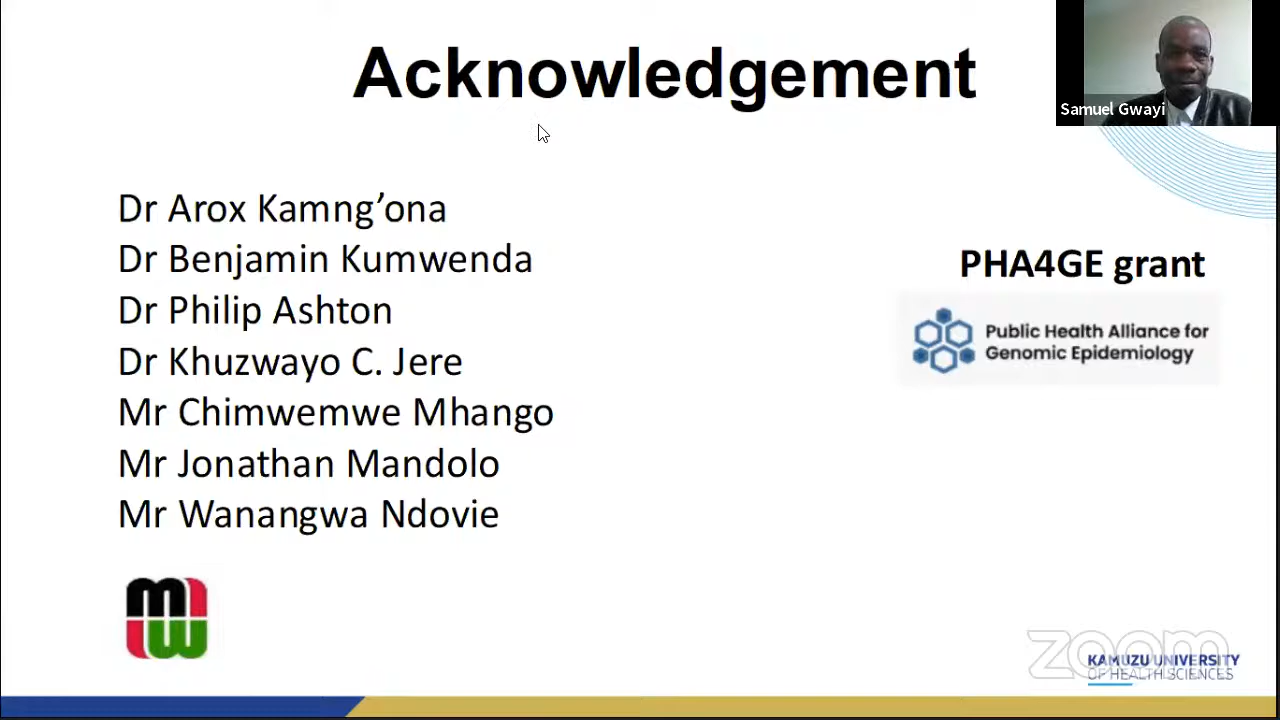 Acknowledgement
Samuel Gwayi
Dr Arox Kamng’ona
Dr Benjamin Kumwenda
Dr Philip Ashton
Dr Khuzwayo C. Jere
Mr Chimwemwe Mhango
Mr Jonathan Mandolo
Mr Wanangwa Ndovie
PHA4GE grant
Public Health Alliance for
Genomic Epidemiology
mw
zoom
KAMUZU UNIVERSITY
OF HEALTH SCIENCES